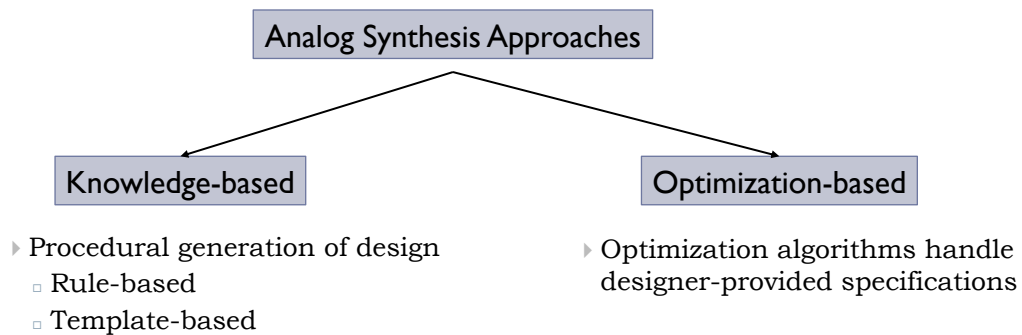 Analog Synthesis Approaches
Knowledge-based
Optimization-based
Procedural generation of design
Rule-based
Template-based
Optimization algorithms handle
designer-provided specifications